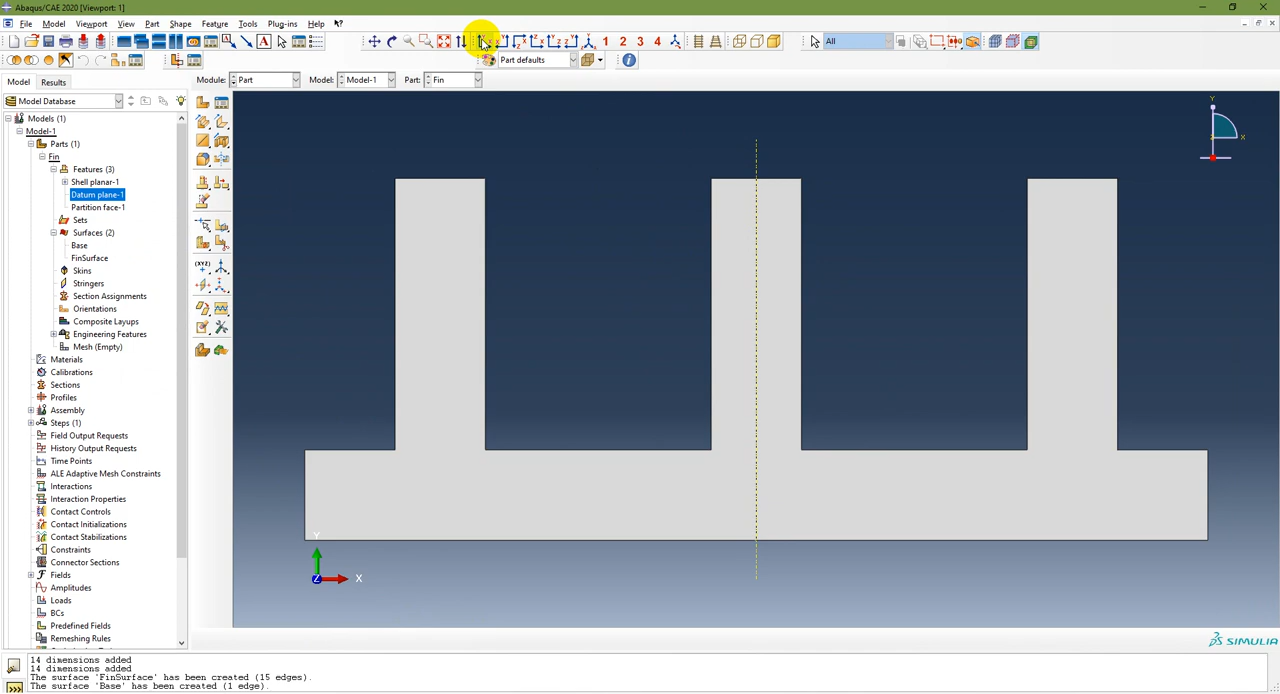 Abaqus/CAE 2020 [Viewport: 1]
File Model Viewport View Part Shape Feature Tools Plug-ins Help
A 1 2 3 4 All
Part defaults
Model Results
Module: Part Model: Model-1 Part: Fin
Model Database
Models (1)
Model-1
Parts (1)
Fin
Features (3)
Shell planar-1
Datum plane-1
Partition face-1
Sets
Surfaces (2)
Base
FinSurface
Skins
Stringers
Section Assignments
Orientations
Composite Layups
Engineering Features
Mesh (Empty)
Materials
Calibrations
Sections
Profiles
Assembly
Steps (1)
Field Output Requests
History Output Requests
Time Points
ALE Adaptive Mesh Constraints
Interactions
Interaction Properties
Contact Controls
Contact Initializations
Contact Stabilizations
Constraints
Connector Sections
Fields
Amplitudes
Loads
BCs
Predefined Fields
Remeshing Rules
(XYZ)
Y
X
Z
Y
Z
X
SIMULIA
14 dimensions added
14 dimensions added
The surface 'FinSurface' has been created (15 edges).
The surface 'Base' has been created (1 edge).
>>>